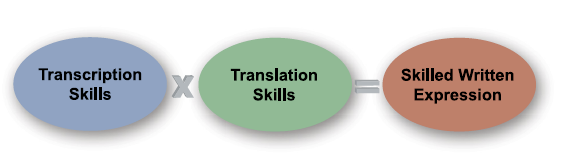 Transcription
Skills
x
Translation
Skills
=
Skilled Written
Expression